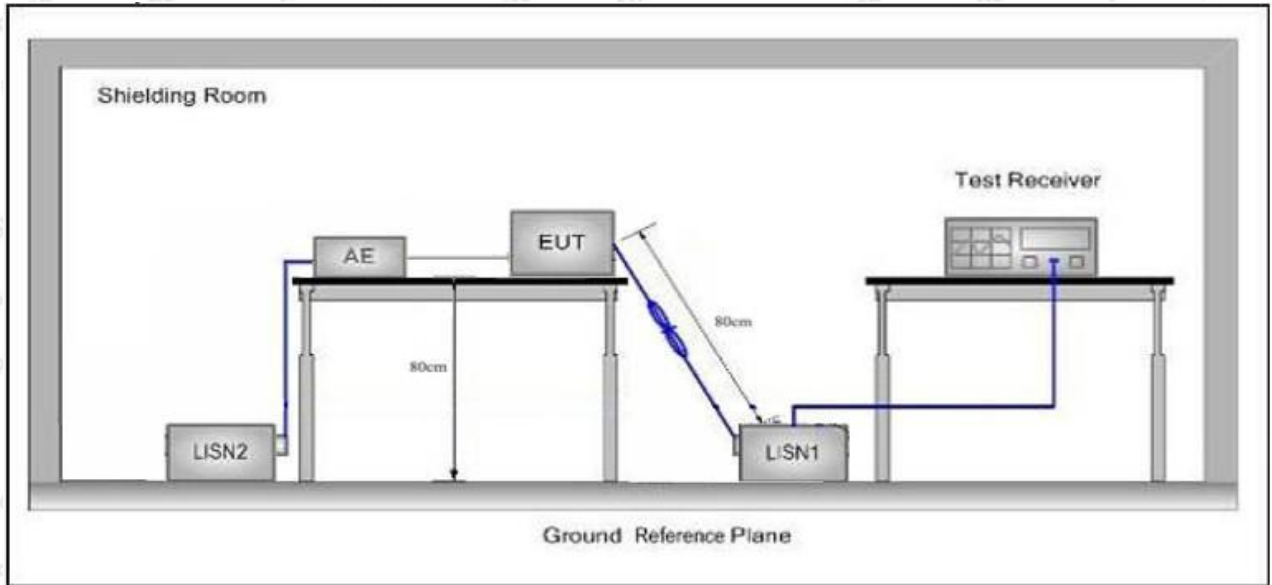 Shielding Room
Test Receiver
EUT
AE
80cm
80cm
LISN2
LISN1
Ground Reference Plane